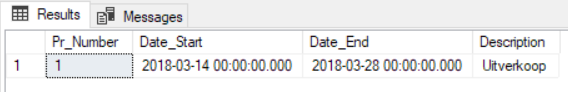 Results Messages
Pr_Number Date_Start Date_End Description
1 1 2018-03-14 00:00:00.000 2018-03-28 00:00:00.000 Uitverkoop